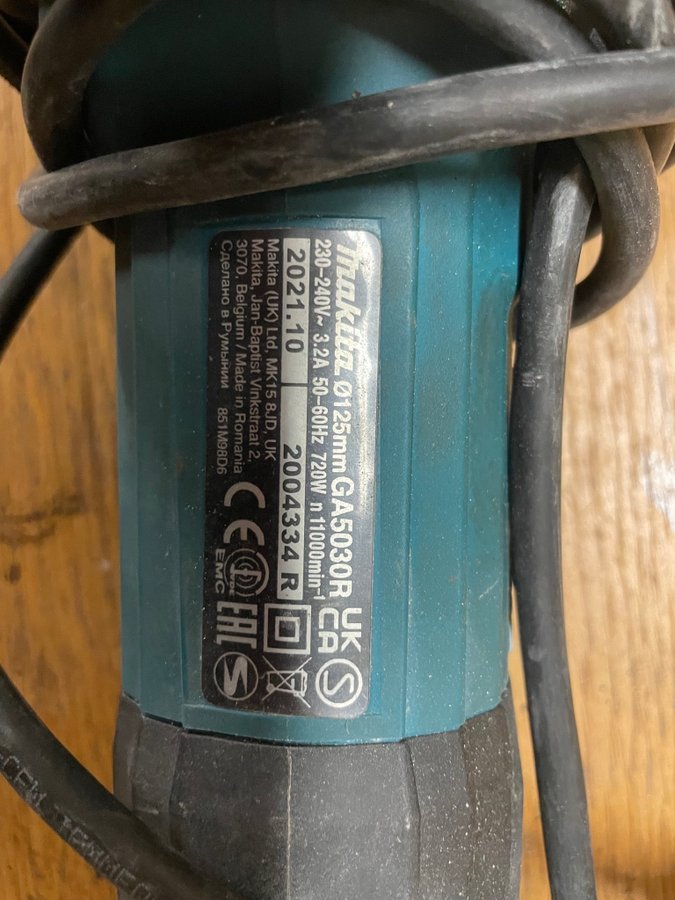 makita Ø125mm GA5030R
230-240V~ 3.2A 50-60Hz 720W n 11000min-1
2021.10 2004334 R
Makita (UK) Ltd, MK15 8JD, UK
Makita, Jan-Baptist Vinkstraat 2,
3070, Belgium / Made in Romania
Сделано в Румынии 851M98D6
UK
CA
CE
EMC
EAC
S